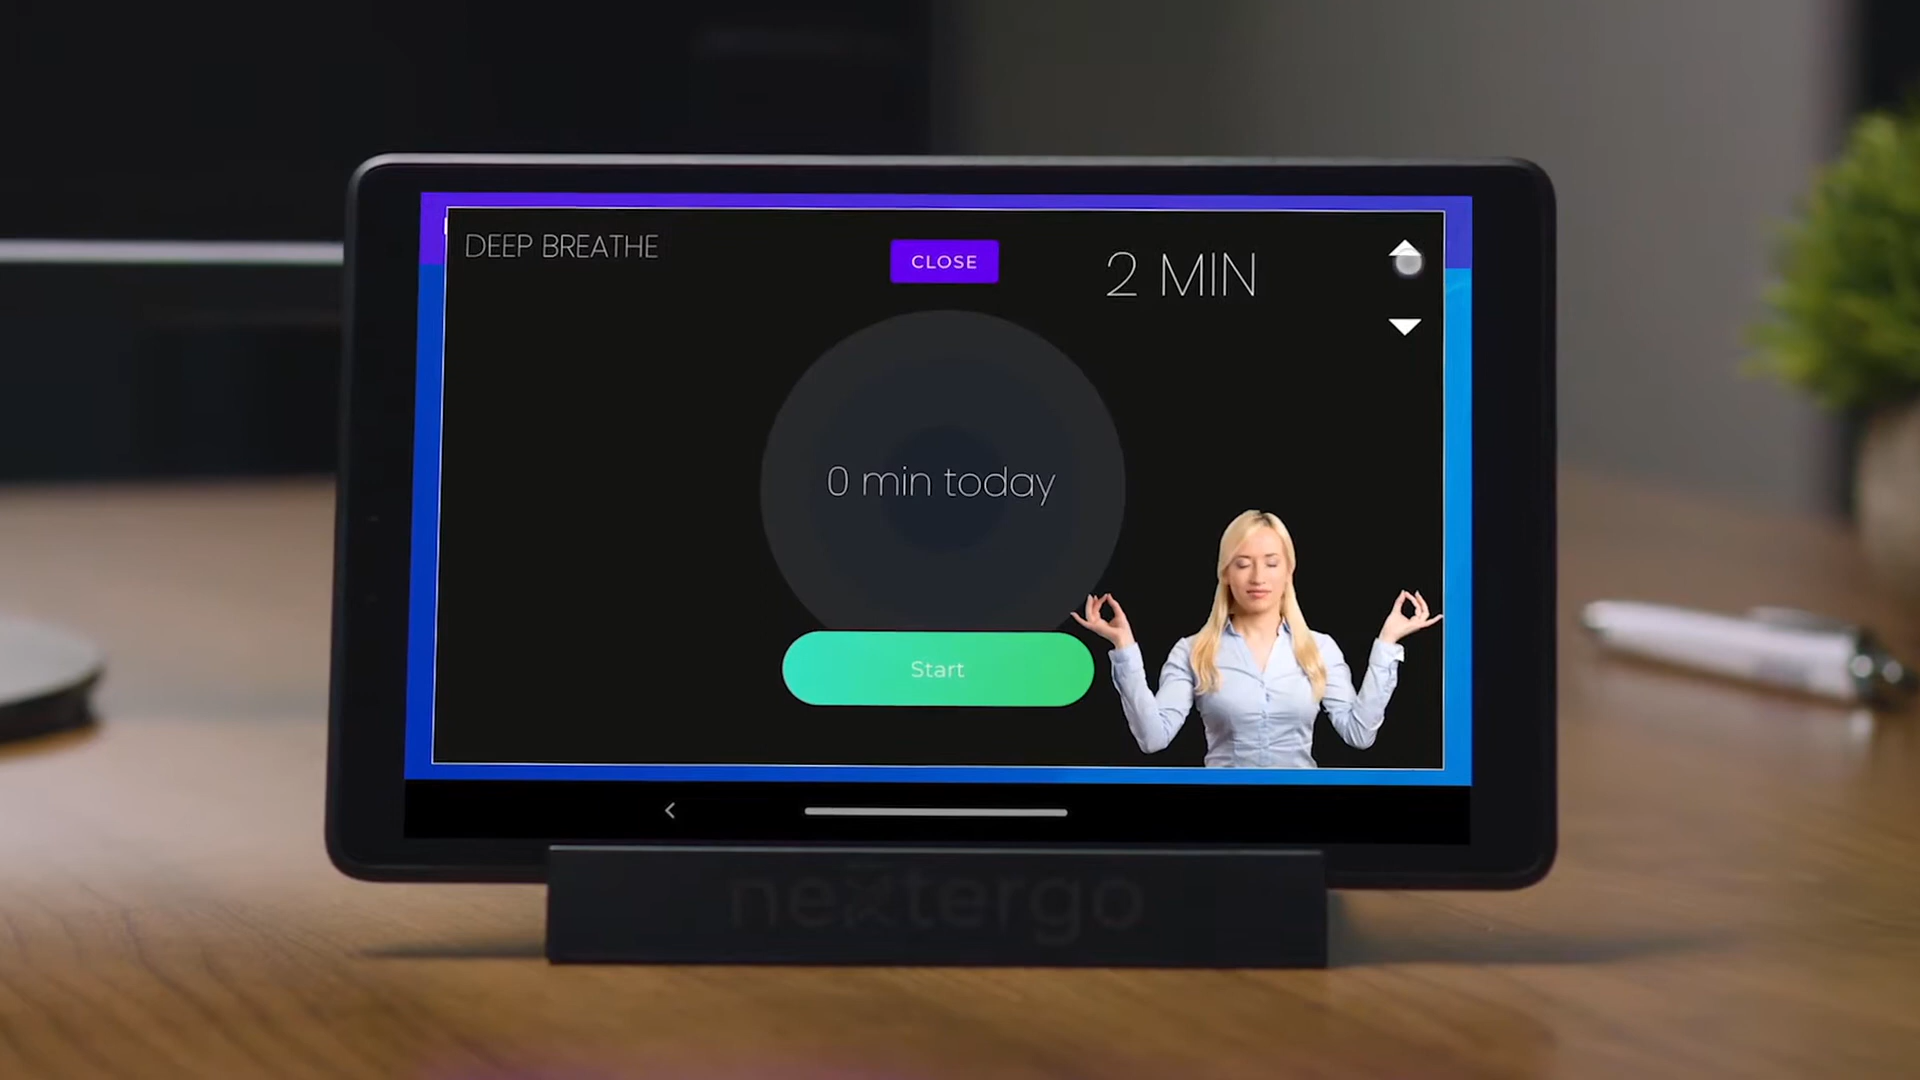 DEEP BREATHE
CLOSE
2 MIN
0 min today
Start
nextergo